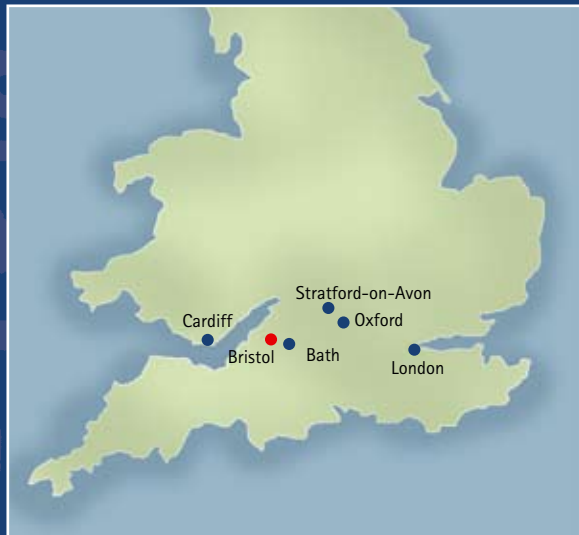 Stratford-on-Avon
Cardiff
Oxford
Bristol
Bath
London